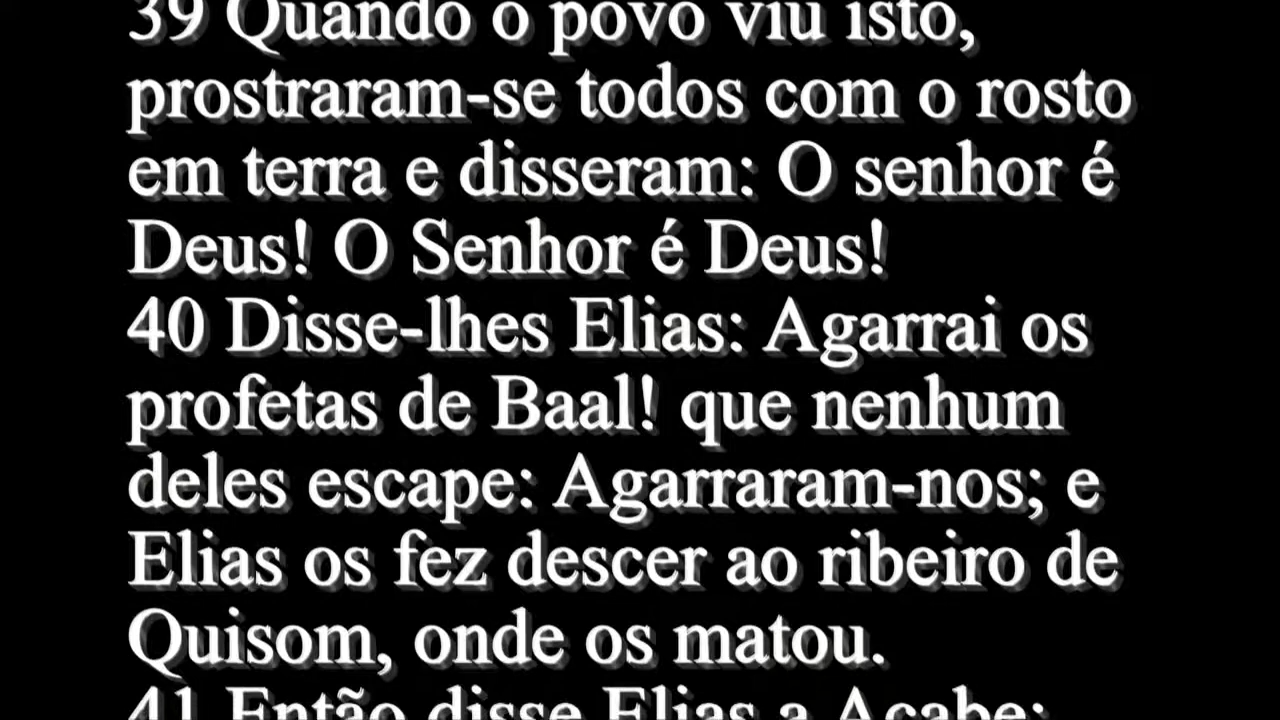 39 Quando o povo viu isto,
prostraram-se todos com o rosto
em terra e disseram: O senhor é
Deus! O Senhor é Deus!
40 Disse-lhes Elias: Agarrai os
profetas de Baal! que nenhum
deles escape: Agarraram-nos; e
Elias os fez descer ao ribeiro de
Quisom, onde os matou.
41 Então disse Elias a Acabe: